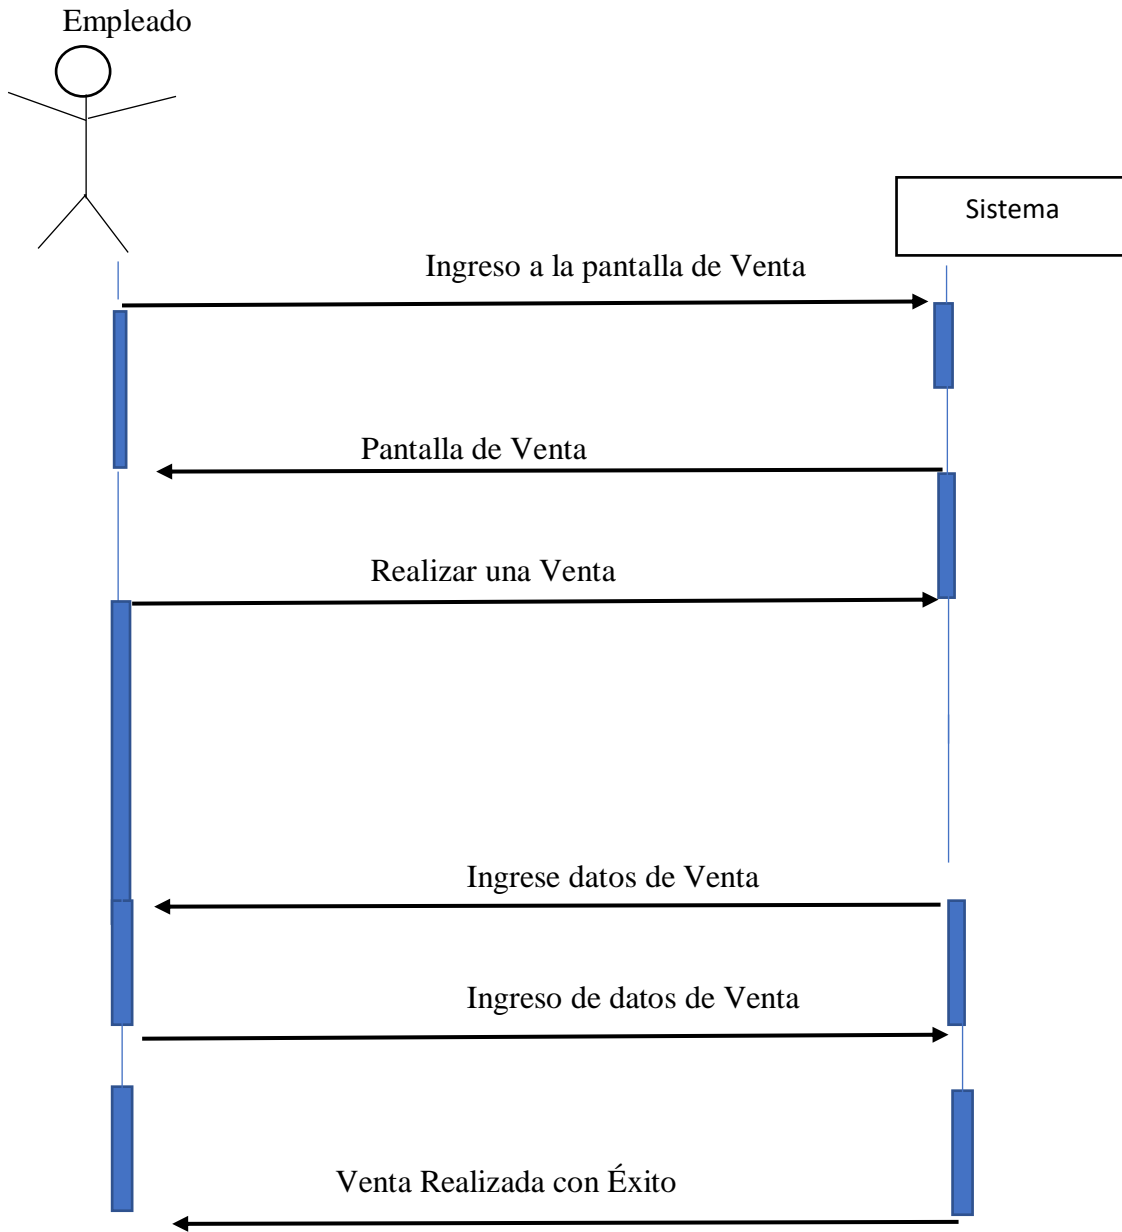 Empleado
Sistema
Ingreso a la pantalla de Venta
Pantalla de Venta
Realizar una Venta
Ingrese datos de Venta
Ingreso de datos de Venta
Venta Realizada con Éxito